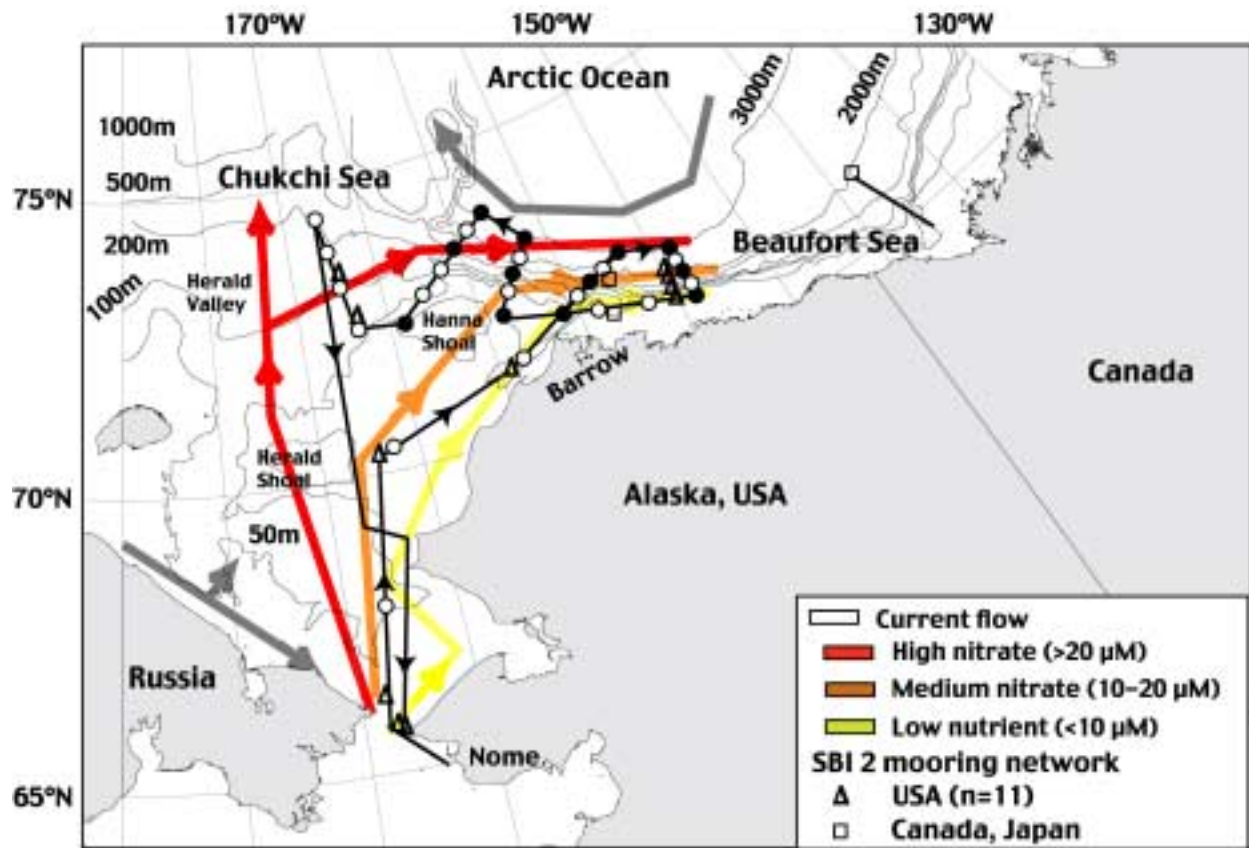 170°W
150°W
130°W
Arctic Ocean
3000m
2000m
1000m
500m
Chukchi Sea
75°N
200m
Beaufort Sea
100m
Herald
Valley
Hanna
Shoal
Barrow
Canada
Herald
Shoal
Alaska, USA
70°N
50m
Russia
Nome
65°N
Current flow
High nitrate (>20 µM)
Medium nitrate (10–20 µM)
Low nutrient (<10 µM)
SBI 2 mooring network
USA (n=11)
Canada, Japan